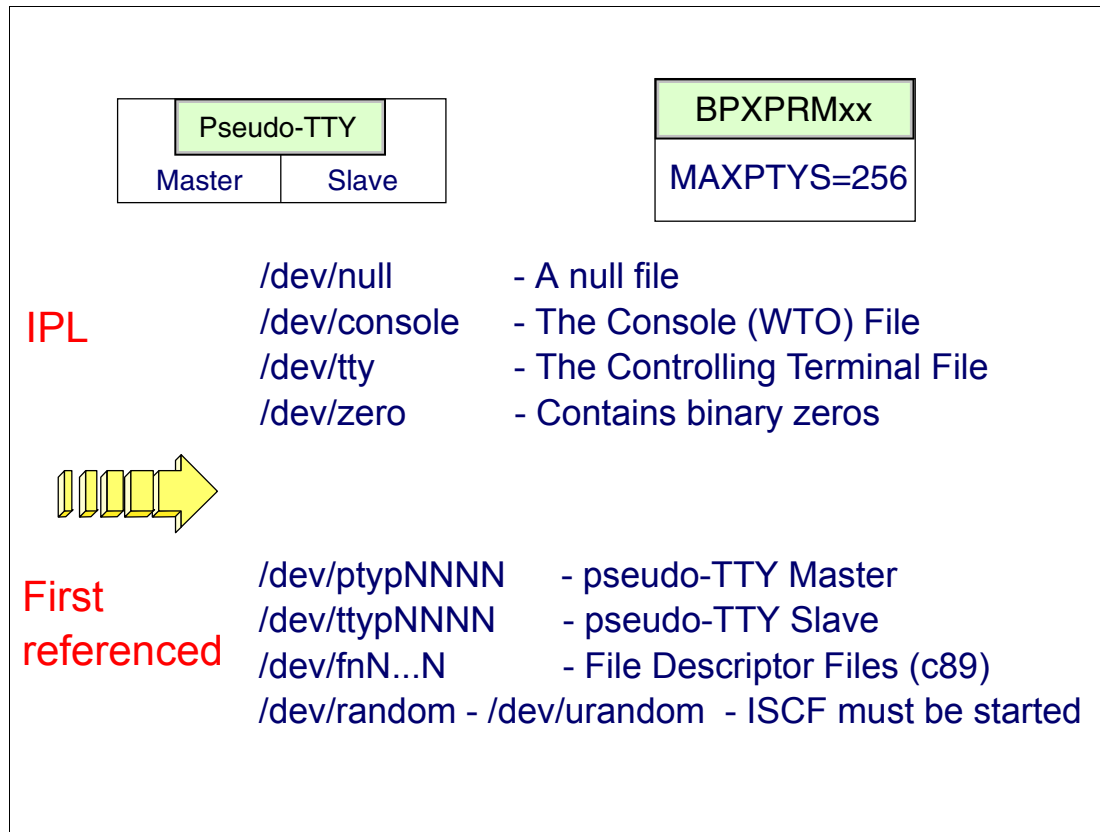 Pseudo-TTY
Master Slave
BPXPRMxx
MAXPTYS=256
IPL
/dev/null - A null file
/dev/console - The Console (WTO) File
/dev/tty - The Controlling Terminal File
/dev/zero - Contains binary zeros
First
referenced
/dev/ptypNNNN - pseudo-TTY Master
/dev/ttypNNNN - pseudo-TTY Slave
/dev/fnN...N - File Descriptor Files (c89)
/dev/random - /dev/urandom - ISCF must be started